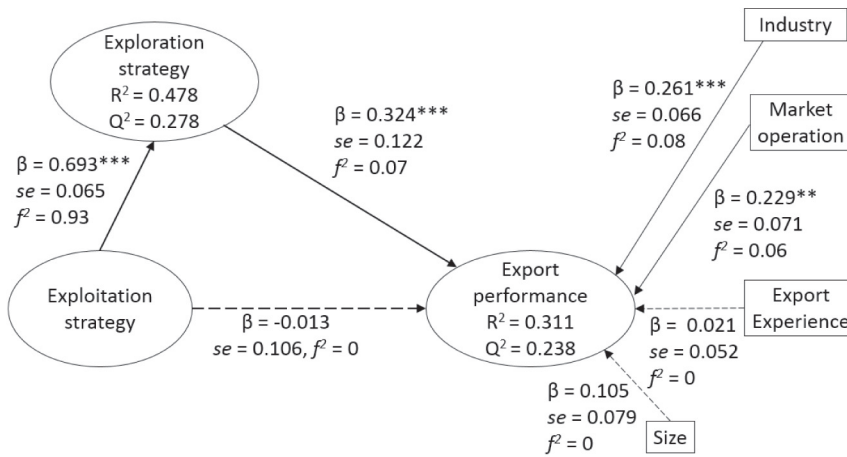 Exploration
strategy
R² = 0.478
Q² = 0.278
Industry
β = 0.324***
se = 0.122
f² = 0.07
β = 0.261***
se = 0.066
f² = 0.08
Market
operation
β = 0.693***
se = 0.065
f² = 0.93
β = 0.229**
se = 0.071
f² = 0.06
Exploitation
strategy
Export
performance
R² = 0.311
Q² = 0.238
Export
Experience
β = -0.013
se = 0.106, f² = 0
β = 0.021
se = 0.052
f² = 0
β = 0.105
se = 0.079
f² = 0
Size